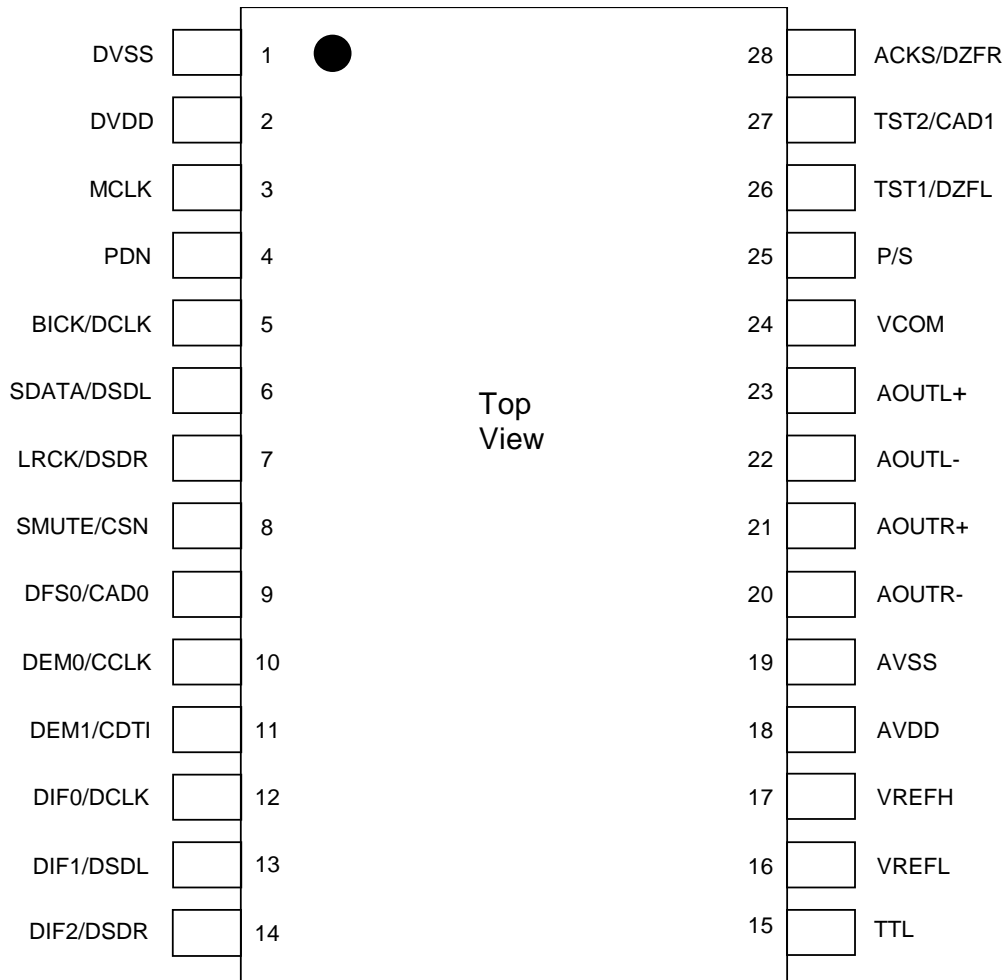 DVSS 1 28 ACKS/DZFR
DVDD 2 27 TST2/CAD1
MCLK 3 26 TST1/DZFL
PDN 4 25 P/S
BICK/DCLK 5 24 VCOM
SDATA/DSDL 6 23 AOUTL+
Top
View
LRCK/DSDR 7 22 AOUTL-
SMUTE/CSN 8 21 AOUTR+
DFS0/CAD0 9 20 AOUTR-
DEM0/CCLK 10 19 AVSS
DEM1/CDTI 11 18 AVDD
DIF0/DCLK 12 17 VREFH
DIF1/DSDL 13 16 VREFL
DIF2/DSDR 14 15 TTL